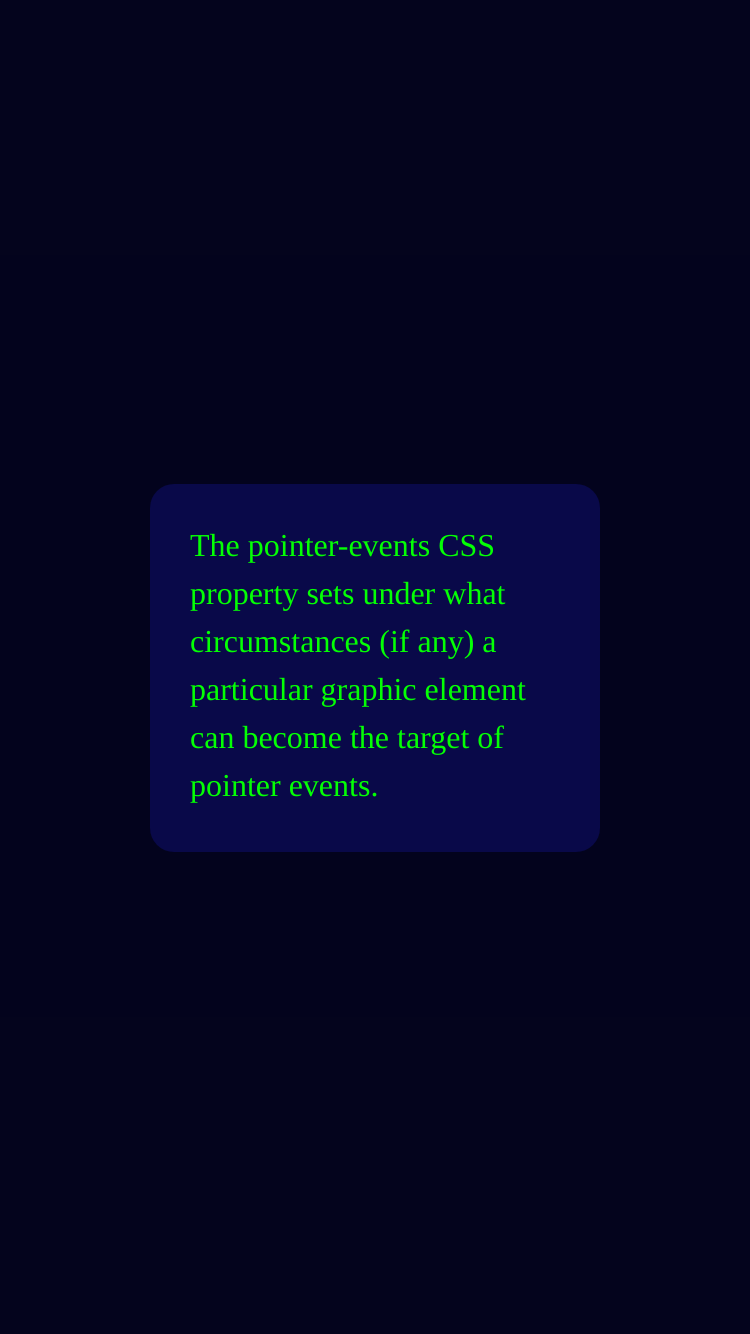 The pointer-events CSS
property sets under what
circumstances (if any) a
particular graphic element
can become the target of
pointer events.